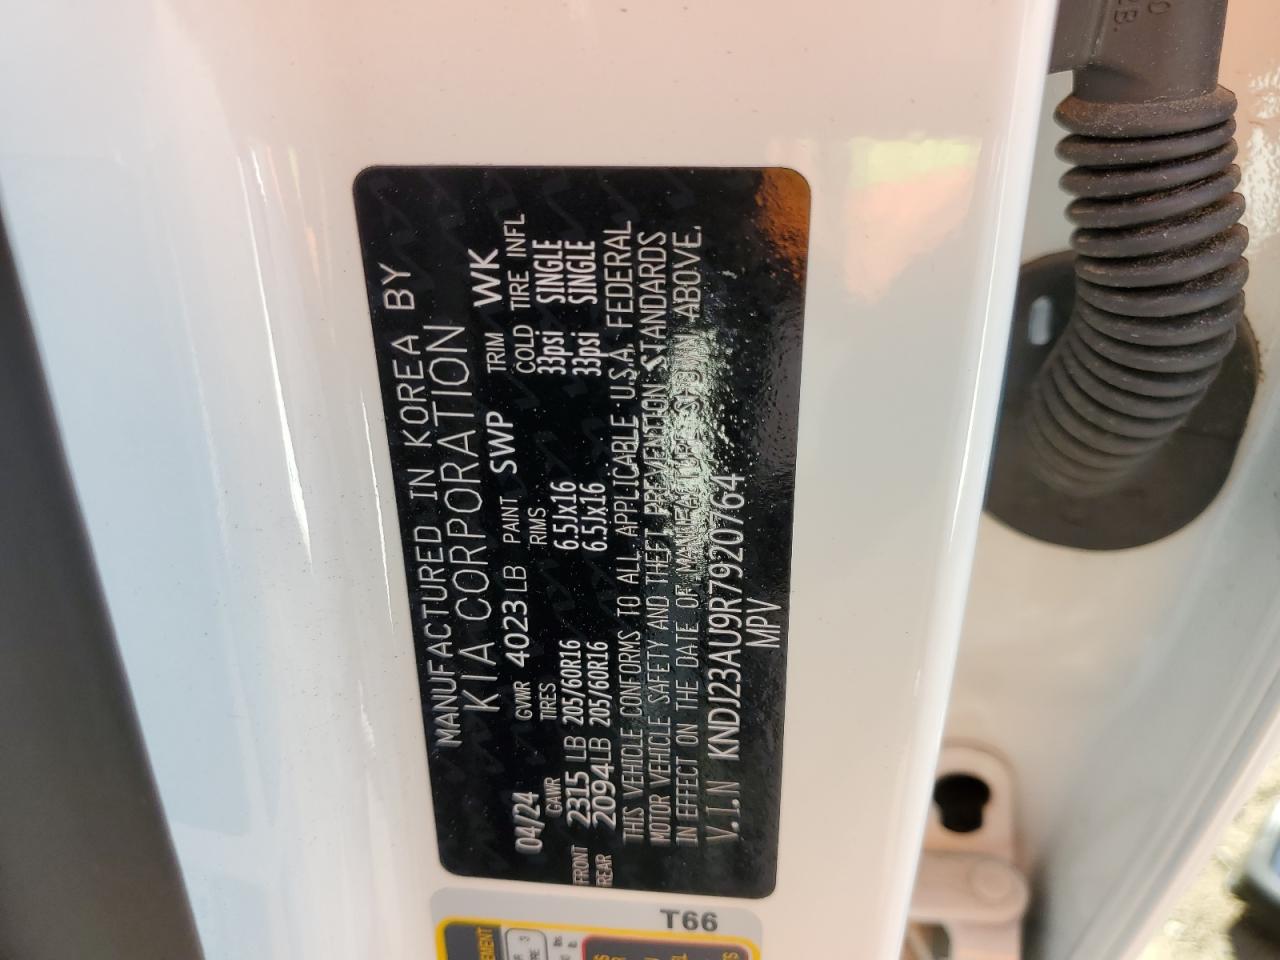 MANUFACTURED IN KOREA BY
KIA CORPORATION
04/24 GVWR 4023 LB PAINT SWP TRIM WK
GAWR TIRES RIMS COLD TIRE INFL
FRONT 2315 LB 205/60R16 6.5Jx16 33psi SINGLE
REAR 2094LB 205/60R16 6.5Jx16 33psi SINGLE
THIS VEHICLE CONFORMS TO ALL APPLICABLE U.S.A. FEDERAL
MOTOR VEHICLE SAFETY AND THEFT PREVENTION STANDARDS
IN EFFECT ON THE DATE OF MANUFACTURE SHOWN ABOVE.
V.I.N KNDJ23AU9R7920764
MPV
T66